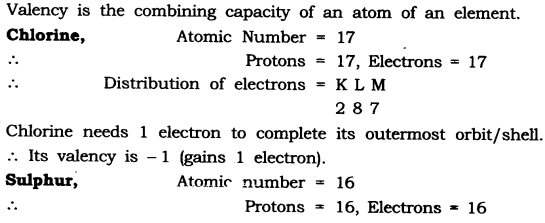 Valency is the combining capacity of an atom of an element.
Chlorine, Atomic Number = 17
∴ Protons = 17, Electrons = 17
∴ Distribution of electrons = K L M
2 8 7
Chlorine needs 1 electron to complete its outermost orbit/shell.
∴ Its valency is – 1 (gains 1 electron).
Sulphur, Atomic number = 16
∴ Protons = 16, Electrons = 16